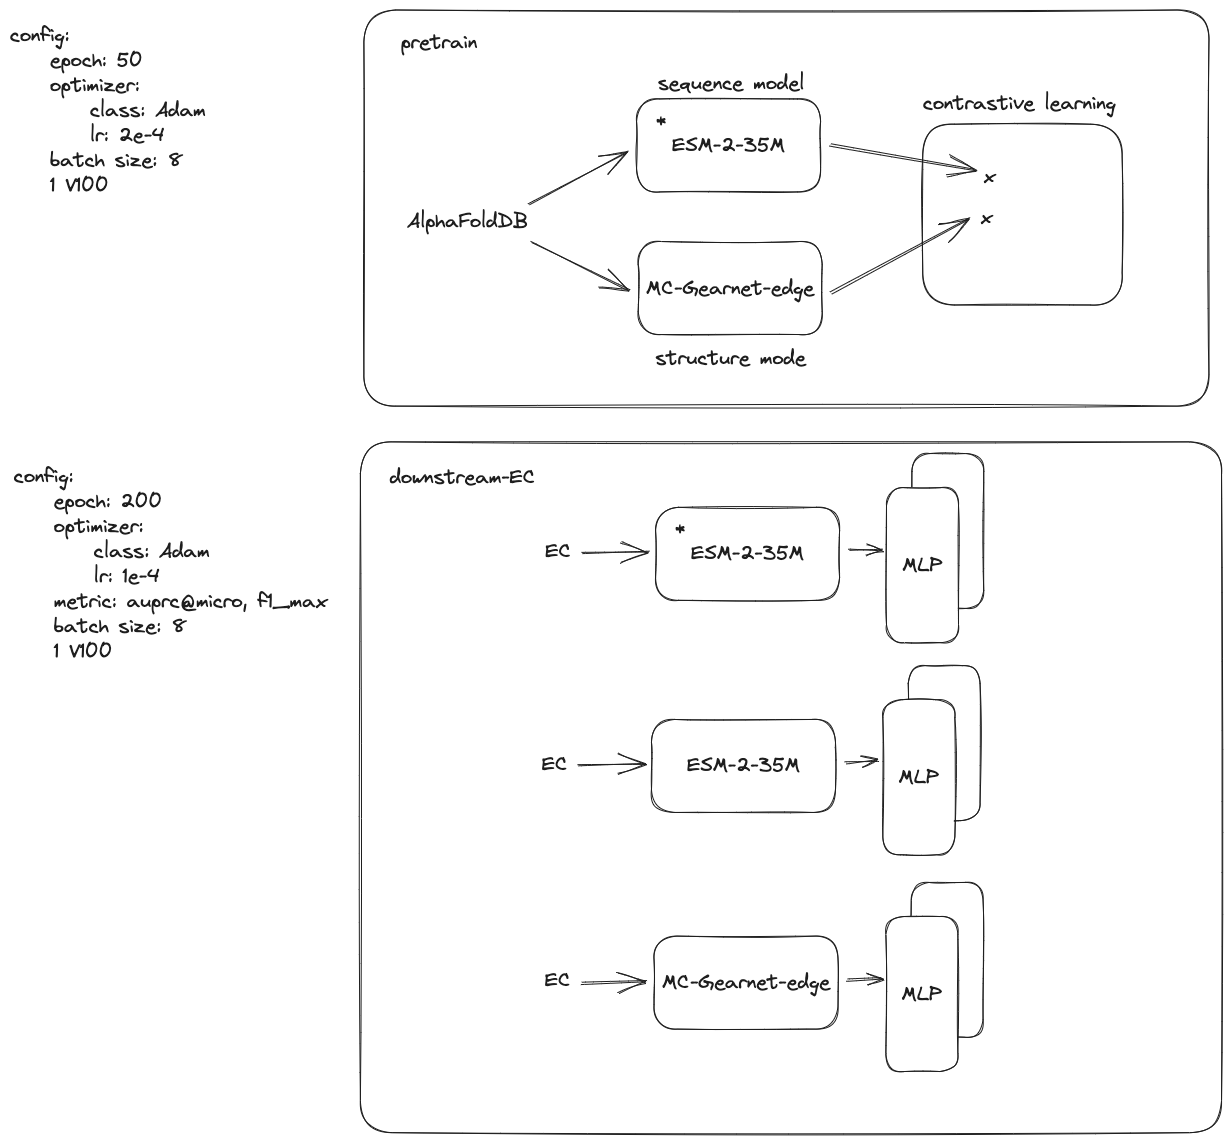 config:
epoch: 50
optimizer:
class: Adam
lr: 2e-4
batch size: 8
1 V100
pretrain
sequence model
*
ESM-2-35M
contrastive learning
x
AlphaFoldDB
x
MC-Gearnet-edge
structure mode
config:
epoch: 200
optimizer:
class: Adam
lr: 1e-4
metric: auprc@micro, f1_max
batch size: 8
1 V100
downstream-EC
*
EC
ESM-2-35M
MLP
EC
ESM-2-35M
MLP
EC
MC-Gearnet-edge
MLP